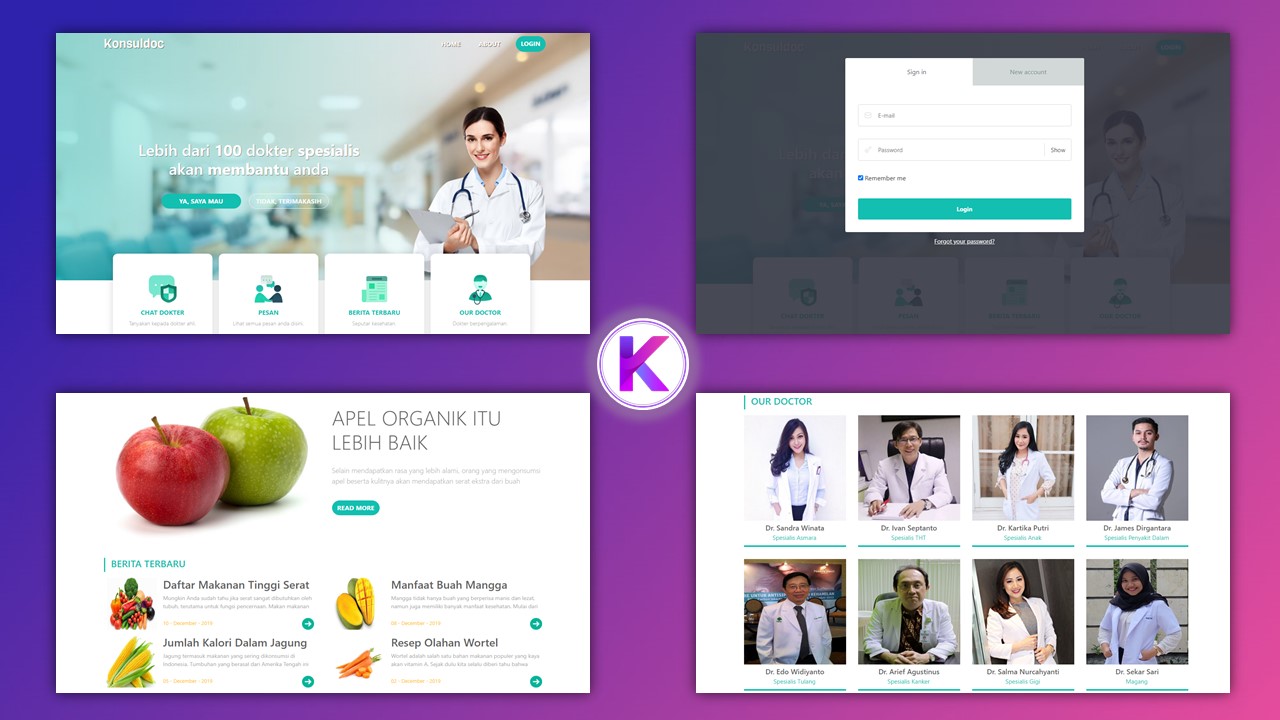 Konsuldoc
HOME
ABOUT
LOGIN
Lebih dari 100 dokter spesialis
akan membantu anda
YA, SAYA MAU
TIDAK, TERIMAKASIH
CHAT DOKTER
Tanyakan kepada dokter ahli
PESAN
Lihat semua pesan anda disini
BERITA TERBARU
Seputar kesehatan
OUR DOCTOR
Dokter berpengalaman
Konsuldoc
Sign in
New account
E-mail
Password
Show
Remember me
Login
Forgot your password?
CHAT DOKTER
PESAN
BERITA TERBARU
OUR DOCTOR
K
APEL ORGANIK ITU
LEBIH BAIK
Selain mendapatkan rasa yang lebih alami, orang yang mengonsumsi
apel beserta kulitnya akan mendapatkan serat ekstra dari buah
READ MORE
BERITA TERBARU
Daftar Makanan Tinggi Serat
Mungkin Anda sudah tahu jika serat sangat dibutuhkan oleh
tubuh, terutama untuk fungsi pencernaan. Makan makanan
10 - December - 2019
Manfaat Buah Mangga
Mangga tidak hanya buah yang berperisa manis dan lezat,
namun juga memiliki banyak manfaat kesehatan. Mulai dari
Jumlah Kalori Dalam Jagung
Jagung termasuk makanan yang sering dikonsumsi di
Indonesia. Tumbuhan yang berasal dari Amerika Tengah ini
Resep Olahan Wortel
Wortel adalah salah satu bahan makanan populer yang kaya
akan vitamin A. Sejak dulu kita selalu diberi tahu bahwa
OUR DOCTOR
Dr. Sandra Winata
Spesialis Asmara
Dr. Ivan Septanto
Spesialis THT
Dr. Kartika Putri
Spesialis Anak
Dr. James Dirgantara
Spesialis Penyakit Dalam
Dr. Edo Widiyanto
Spesialis Tulang
Dr. Arief Agustinus
Spesialis Kanker
Dr. Salma Nurcahyanti
Spesialis Gigi
Dr. Sekar Sari
Magang